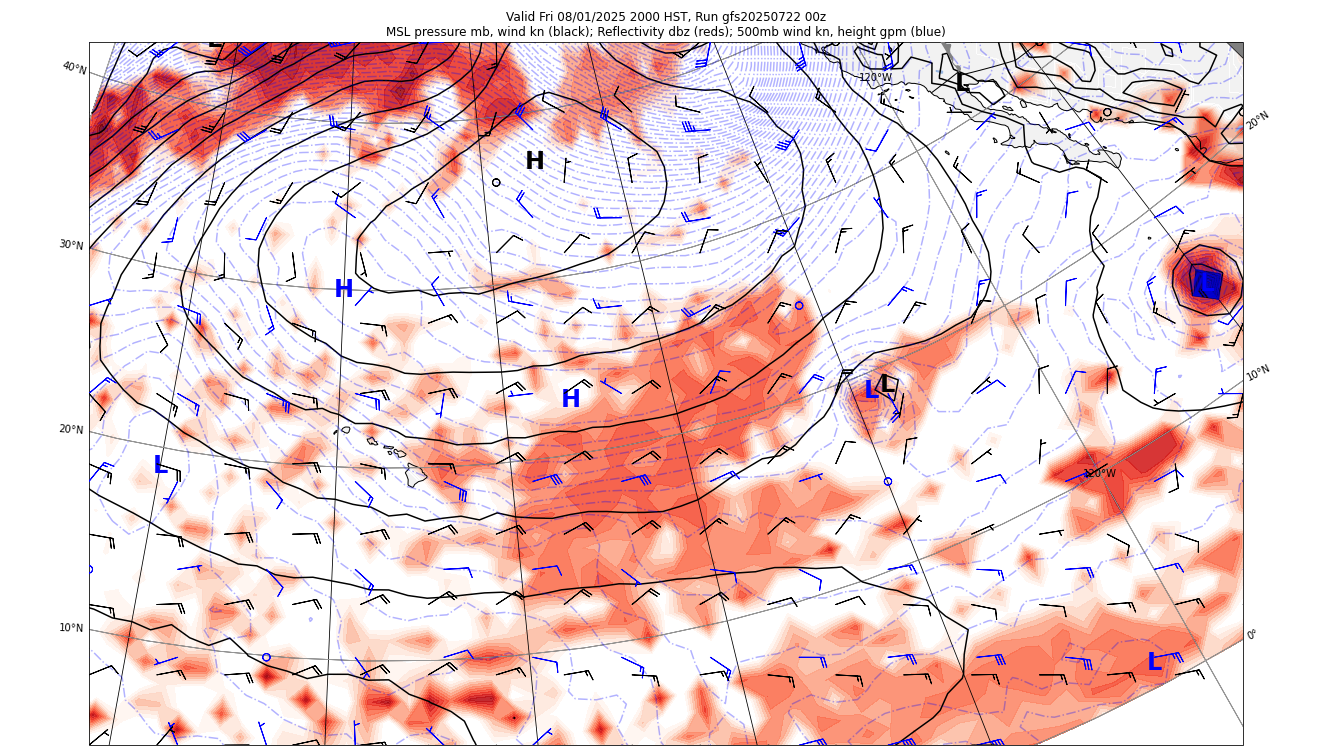 Valid Fri 08/01/2025 2000 HST, Run gfs20250722 00z
MSL pressure mb, wind kn (black); Reflectivity dbz (reds); 500mb wind kn, height gpm (blue)
L
40°N
120°W
L
20°N
H
30°N
H
L
10°N
L
L
H
20°N
L
120°W
10°N
0°
L